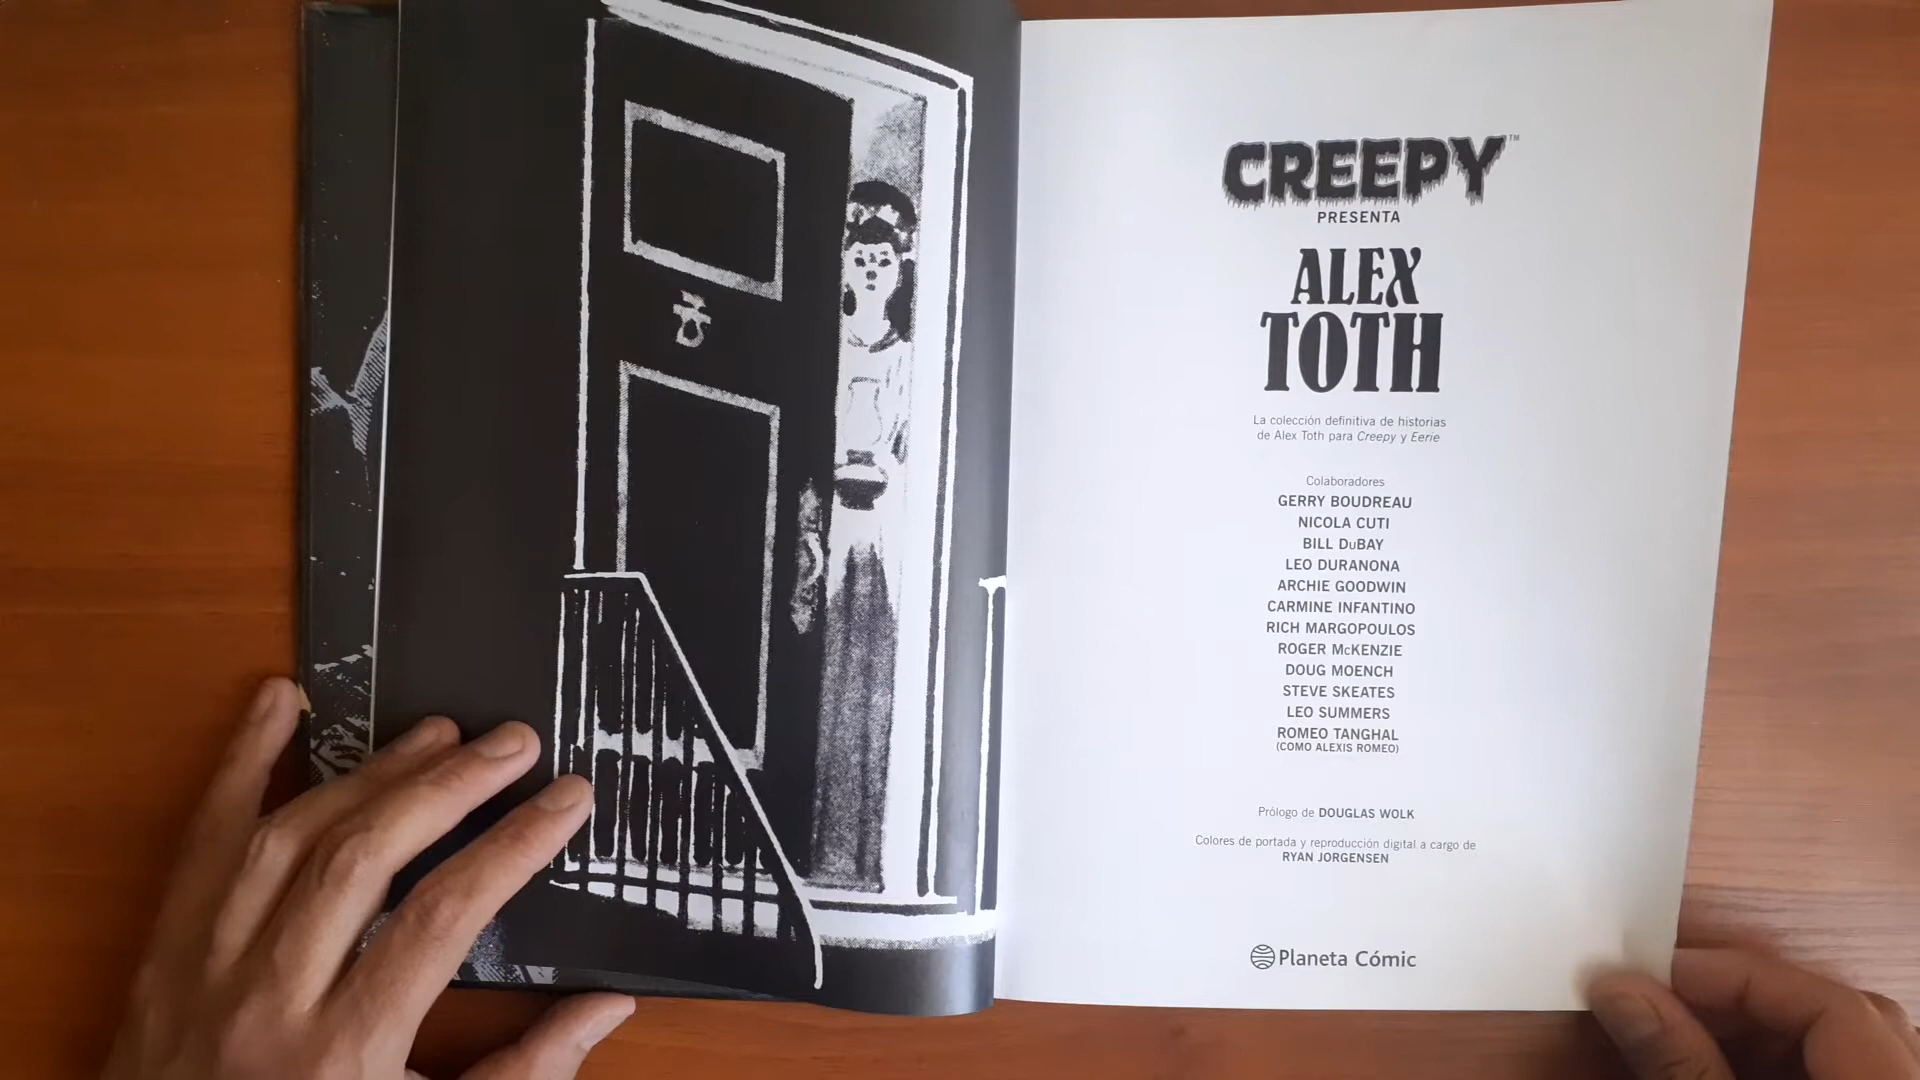 CREEPY™
PRESENTA
ALEX
TOTH
La colección definitiva de historias
de Alex Toth para Creepy y Eerie
Colaboradores
GERRY BOUDREAU
NICOLA CUTI
BILL DuBAY
LEO DURANONA
ARCHIE GOODWIN
CARMINE INFANTINO
RICH MARGOPOULOS
ROGER McKENZIE
DOUG MOENCH
STEVE SKEATES
LEO SUMMERS
ROMEO TANGHAL
(COMO ALEXIS ROMEO)
Prólogo de DOUGLAS WOLK
Colores de portada y reproducción digital a cargo de
RYAN JORGENSEN
Planeta Cómic